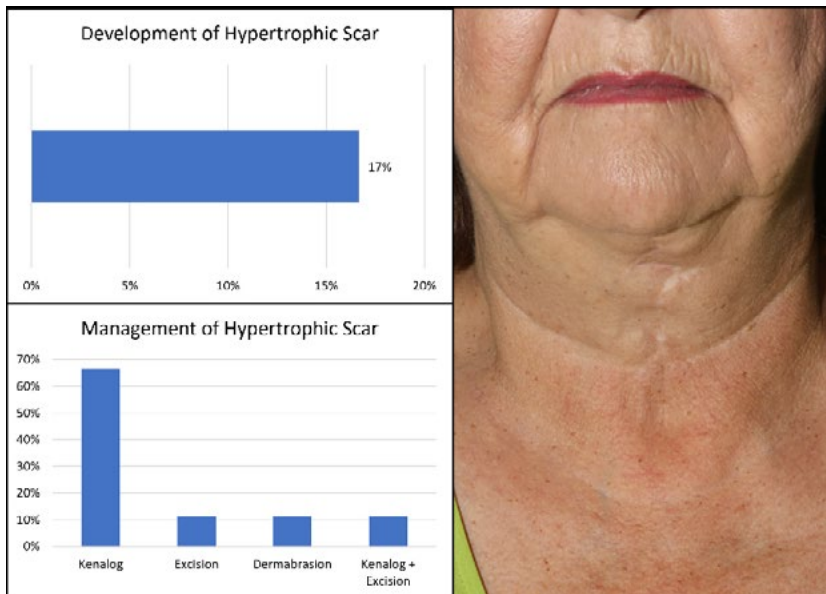 Development of Hypertrophic Scar
17%
0% 5% 10% 15% 20%
Management of Hypertrophic Scar
70%
60%
50%
40%
30%
20%
10%
0%
Kenalog Excision Dermabrasion Kenalog +
Excision